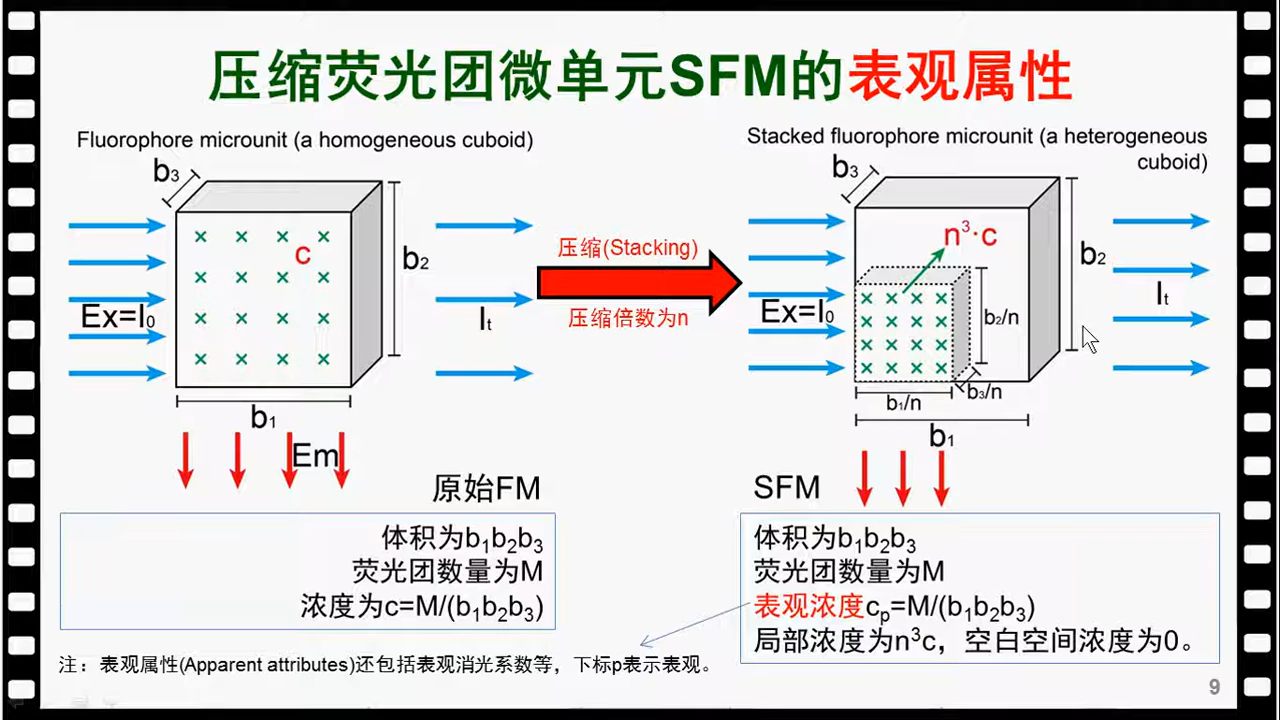 压缩荧光团微单元SFM的表观属性
Fluorophore microunit (a homogeneous cuboid)
b₃
c
b₂
Ex=I₀
Iₜ
b₁
Em
原始FM
体积为b₁b₂b₃
荧光团数量为M
浓度为c=M/(b₁b₂b₃)
压缩(Stacking)
压缩倍数为n
Stacked fluorophore microunit (a heterogeneous
cuboid)
b₃
n³·c
b₂
Ex=I₀
Iₜ
b₂/n
b₃/n
b₁/n
b₁
SFM
体积为b₁b₂b₃
荧光团数量为M
表观浓度cₚ=M/(b₁b₂b₃)
局部浓度为n³c，空白空间浓度为0。
注：表观属性(Apparent attributes)还包括表观消光系数等，下标p表示表观。
9